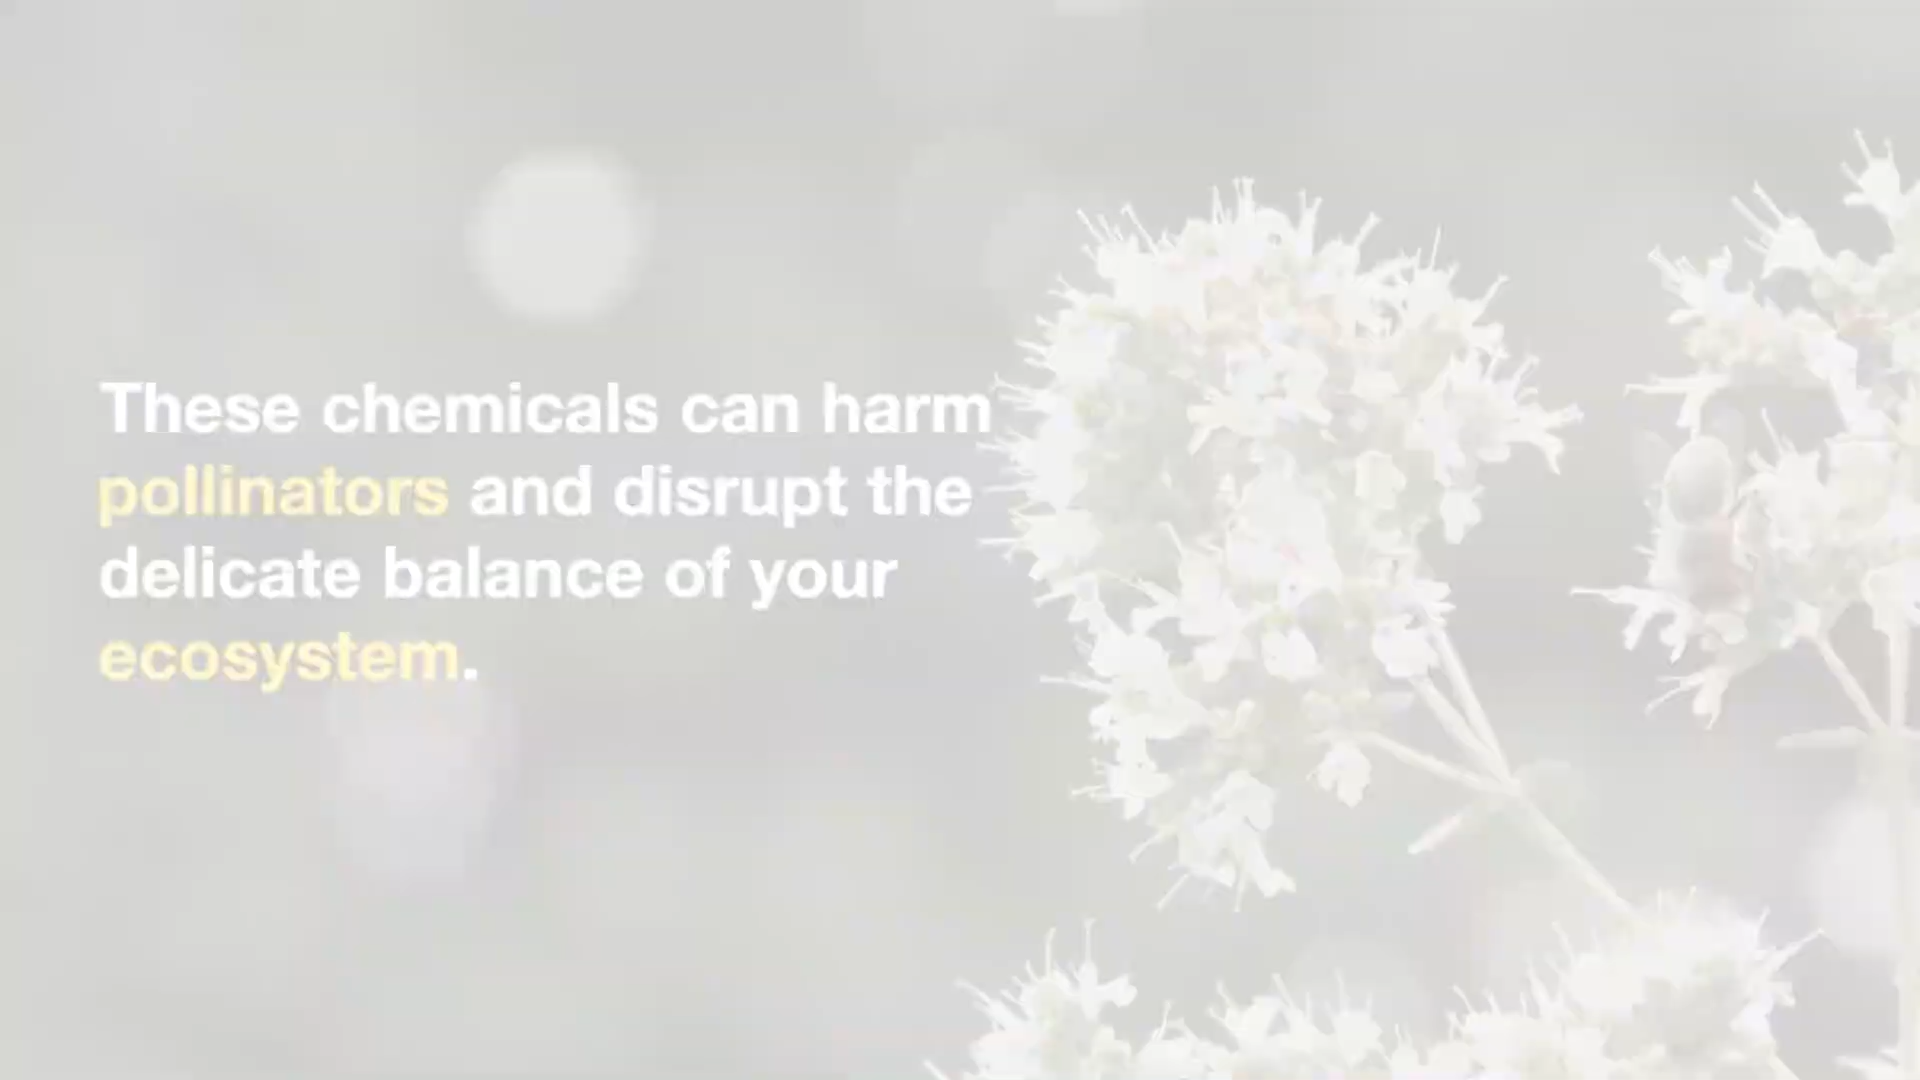 These chemicals can harm
pollinators and disrupt the
delicate balance of your
ecosystem.